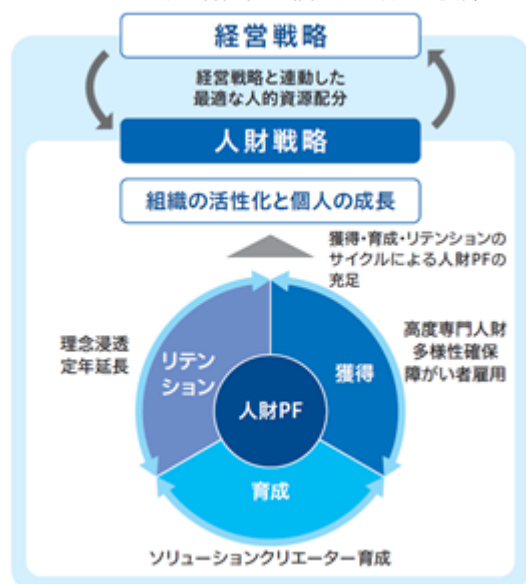 経営戦略
経営戦略と連動した
最適な人的資源配分
人財戦略
組織の活性化と個人の成長
獲得・育成・リテンションの
サイクルによる人財PFの
充足
理念浸透
定年延長
リテン
ション
獲得
高度専門人財
多様性確保
障がい者雇用
人財PF
育成
ソリューションクリエーター育成